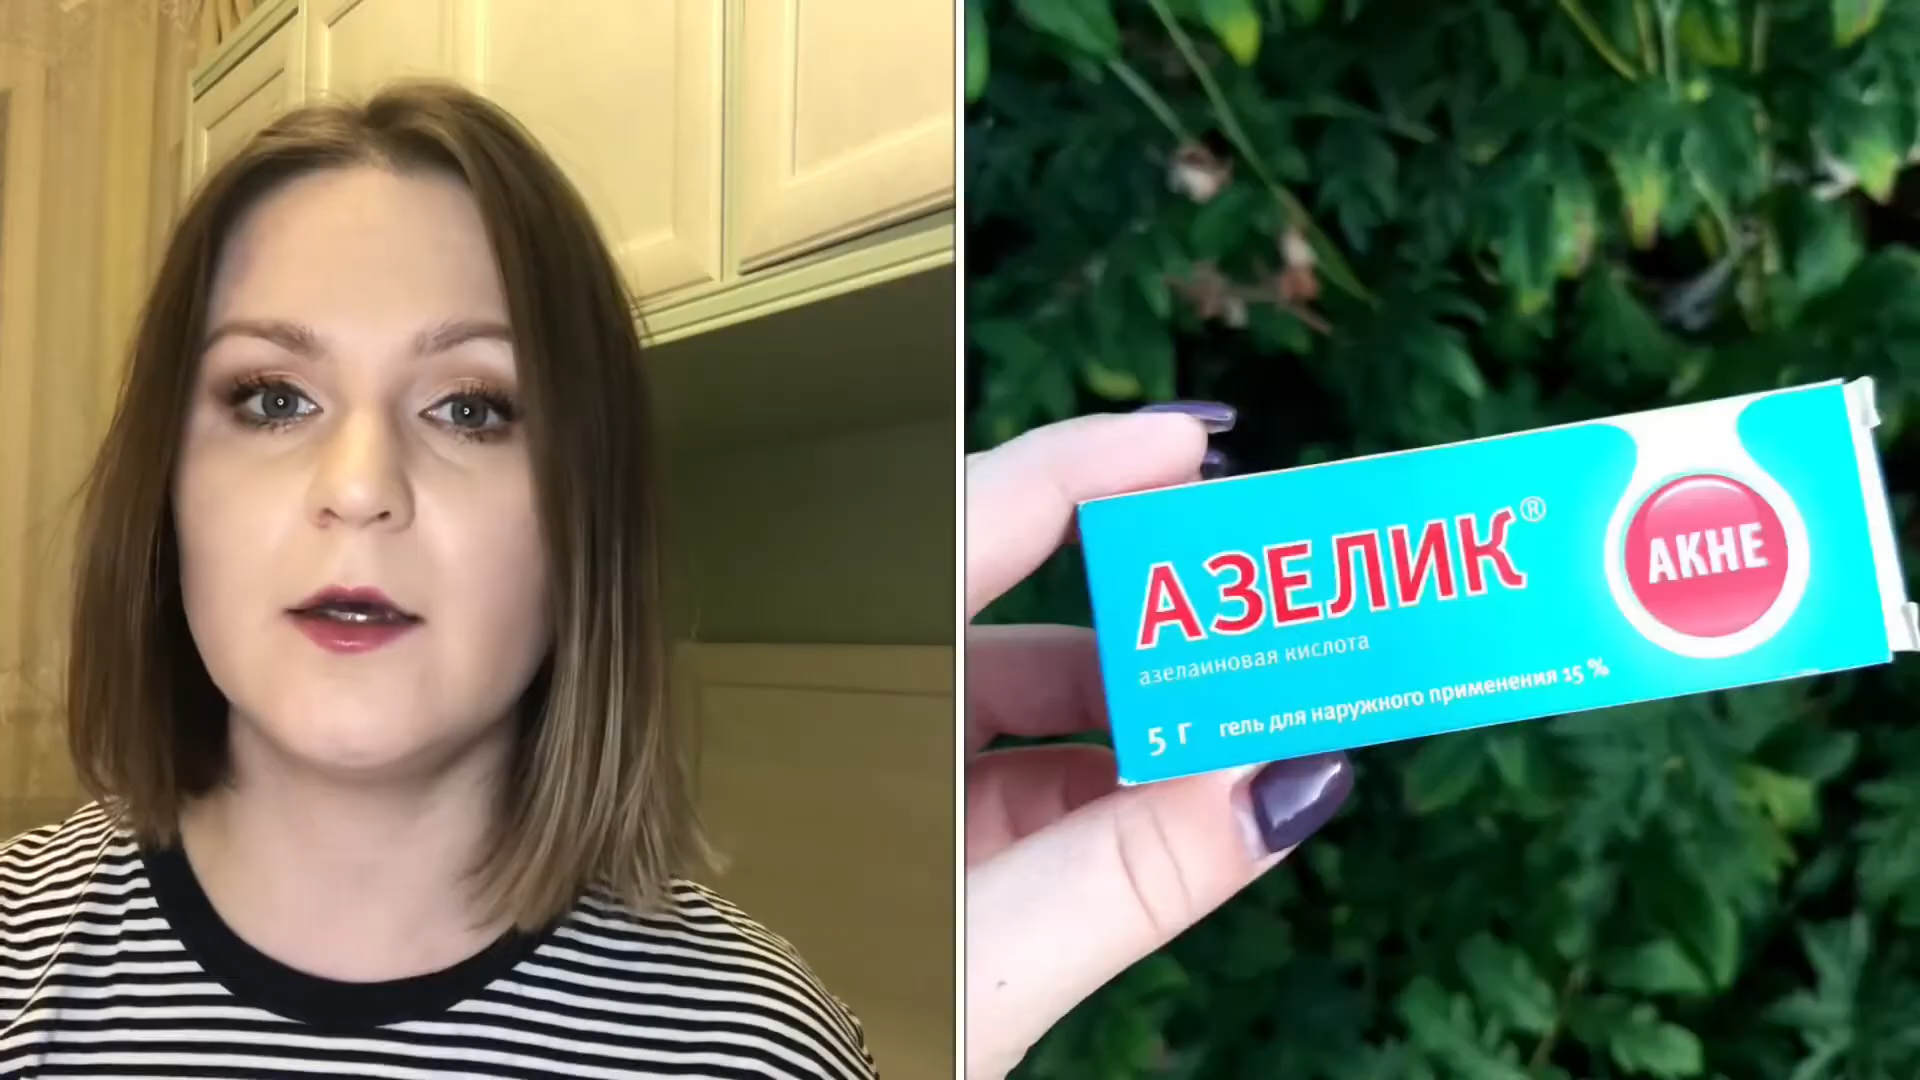 АЗЕЛИК®
азелаиновая кислота
5 г гель для наружного применения 15 %
АКНЕ